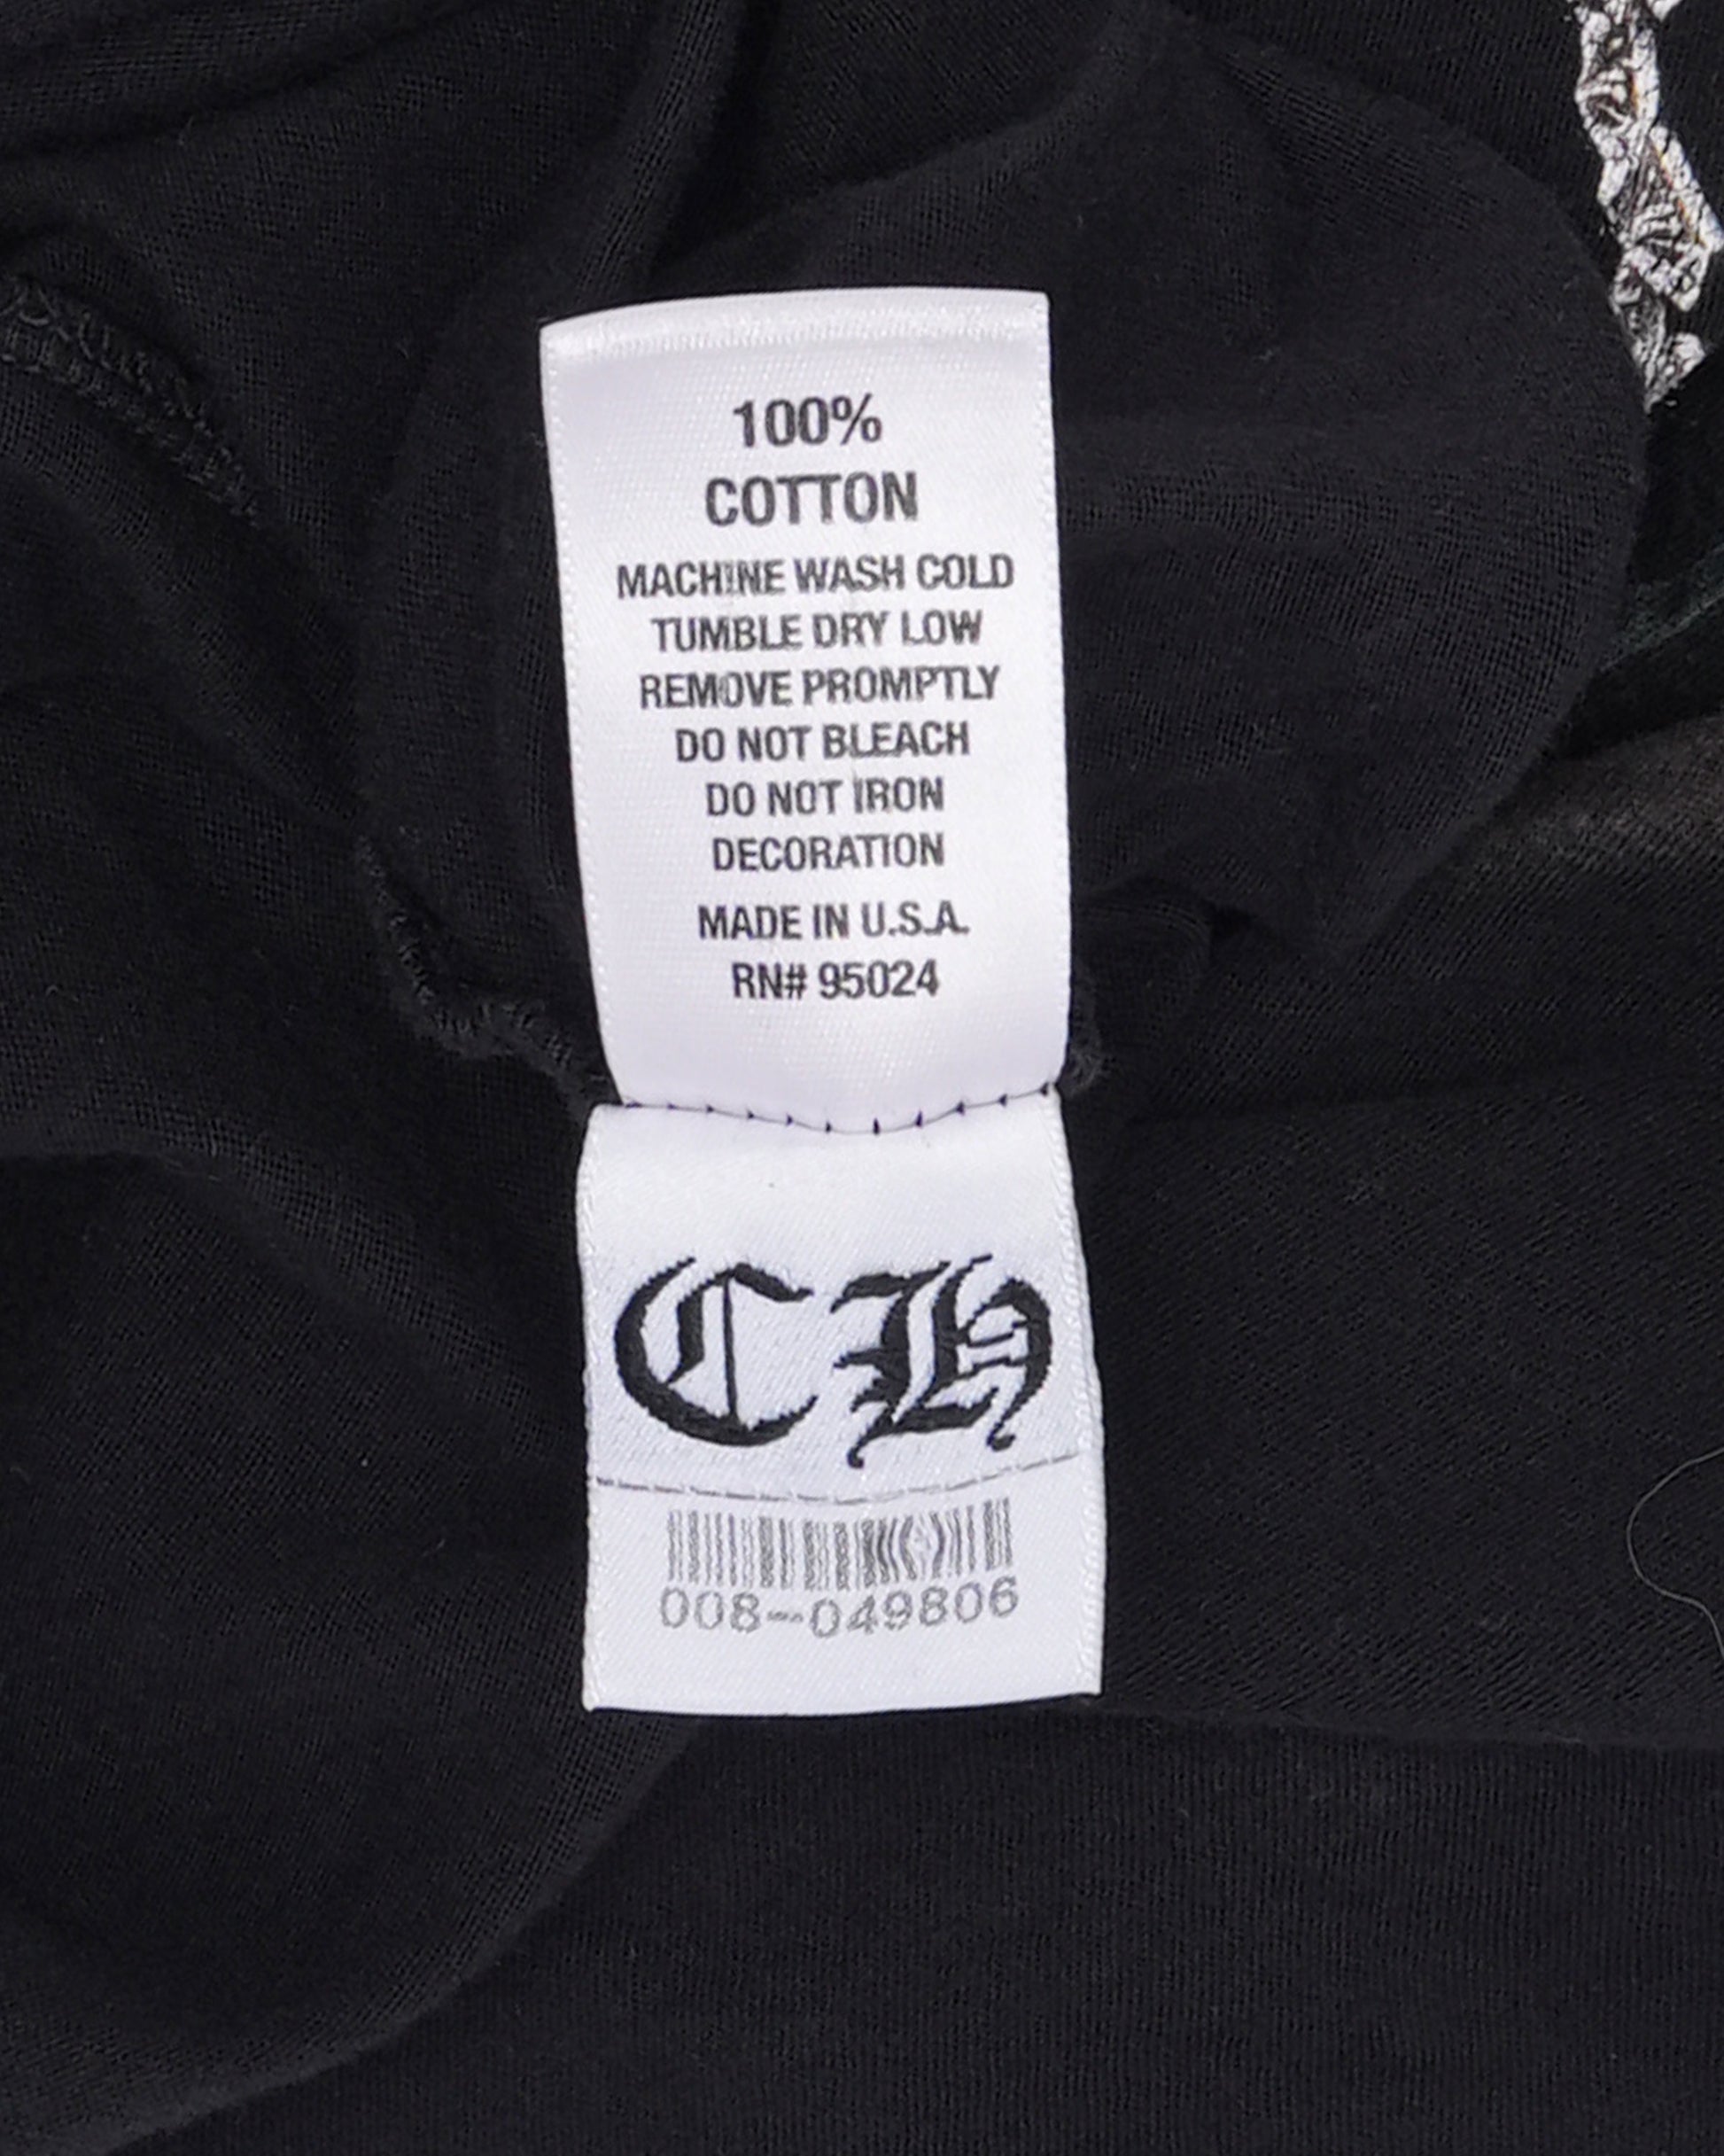 100%
COTTON
MACHINE WASH COLD
TUMBLE DRY LOW
REMOVE PROMPTLY
DO NOT BLEACH
DO NOT IRON
DECORATION
MADE IN U.S.A.
RN# 95024
CH
008-049806